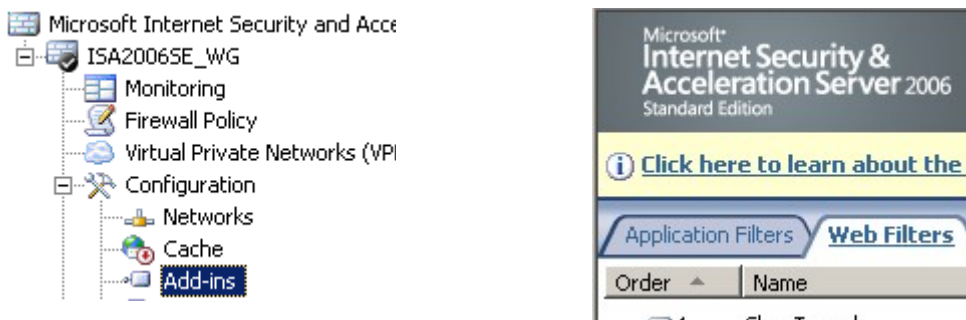 Microsoft Internet Security and Acce
ISA2006SE_WG
Monitoring
Firewall Policy
Virtual Private Networks (VP
Configuration
Networks
Cache
Add-ins
Microsoft
Internet Security &
Acceleration Server 2006
Standard Edition
Click here to learn about the
Application Filters Web Filters
Order Name